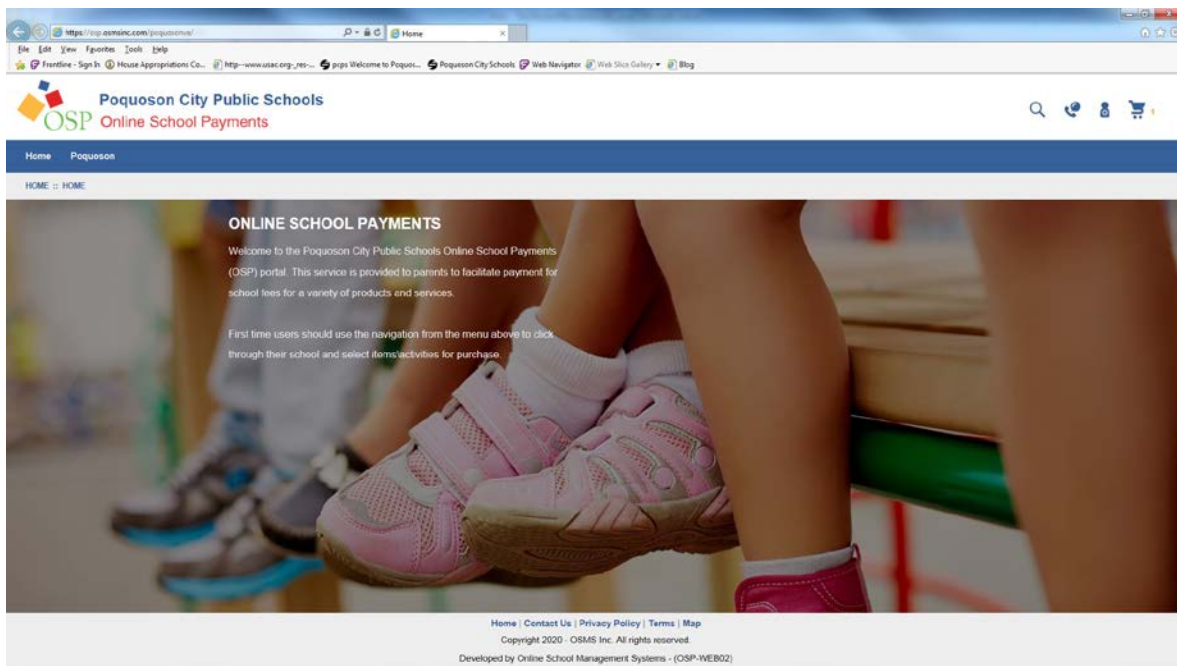 https://osp.osmsinc.com/poquosonva/
Home
File Edit View Favorites Tools Help
Frontline - Sign In House Appropriations Co... http--www.usac.org-_res-... pcps Welcome to Poquos... Poquoson City Schools Web Navigator Web Slice Gallery Blog
Poquoson City Public Schools
OSP Online School Payments
1
Home Poquoson
HOME :: HOME
ONLINE SCHOOL PAYMENTS
Welcome to the Poquoson City Public Schools Online School Payments
(OSP) portal. This service is provided to parents to facilitate payment for
school fees for a variety of products and services.
First time users should use the navigation from the menu above to click
through their school and select items\activities for purchase.
Home | Contact Us | Privacy Policy | Terms | Map
Copyright 2020 - OSMS Inc. All rights reserved.
Developed by Online School Management Systems - (OSP-WEB02)